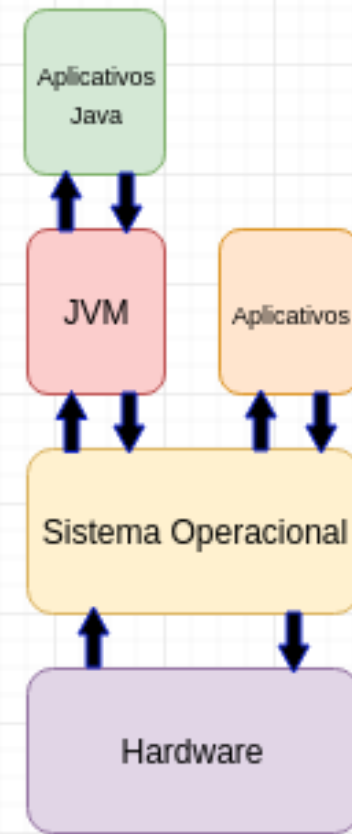 Aplicativos
Java
JVM
Aplicativos
Sistema Operacional
Hardware